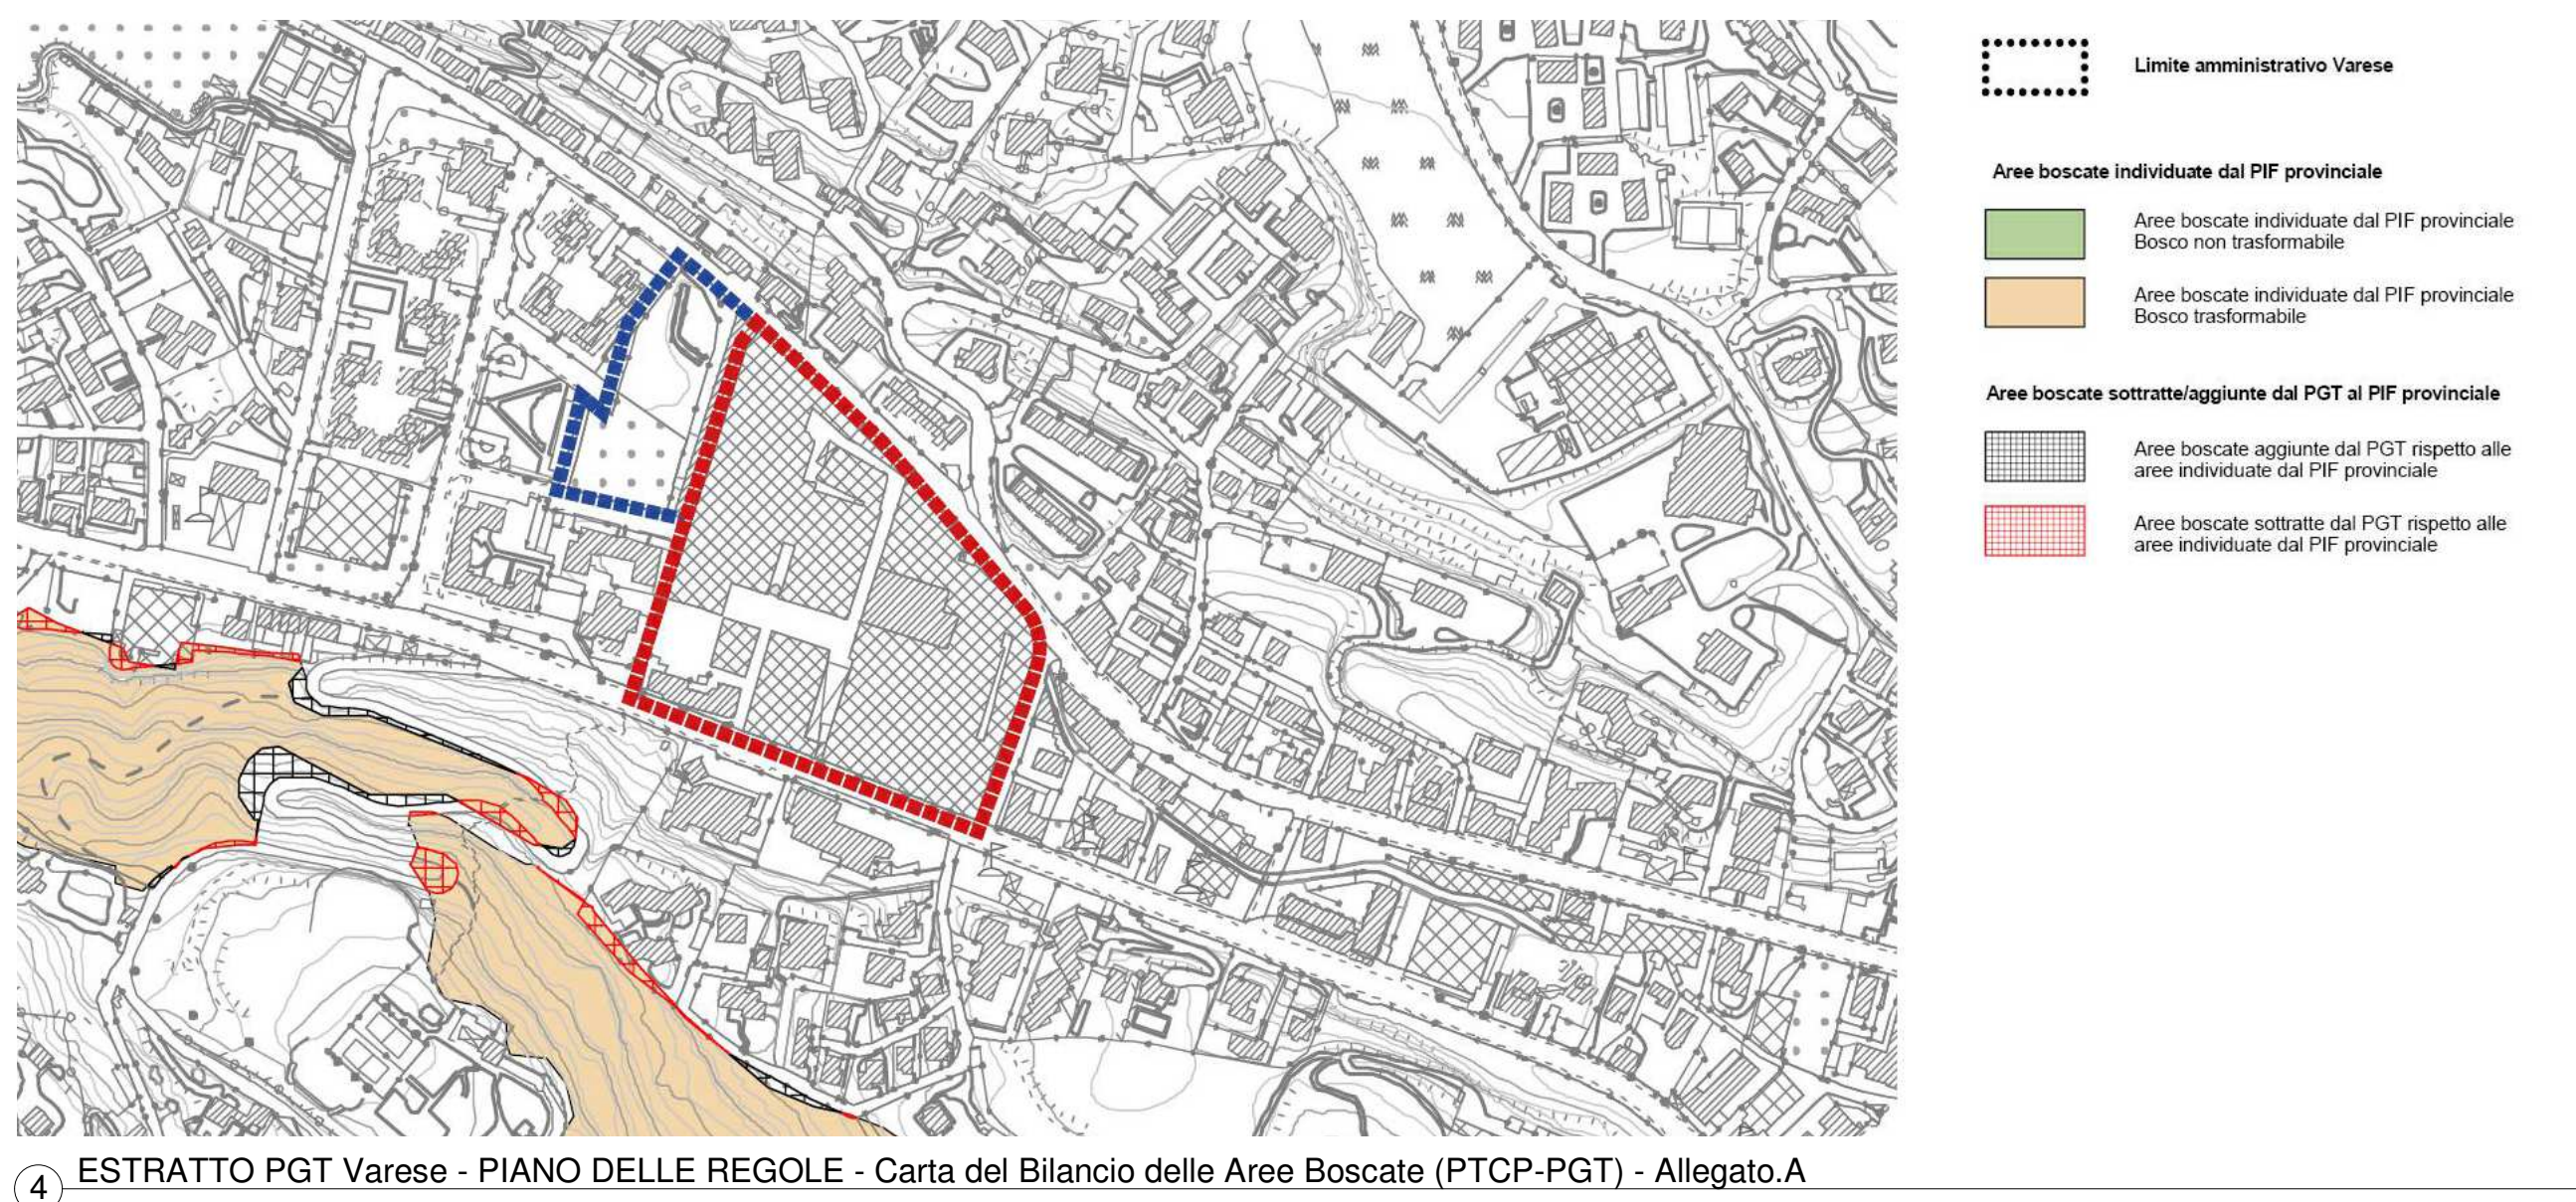 Limite amministrativo Varese
Aree boscate individuate dal PIF provinciale
Aree boscate individuate dal PIF provinciale
Bosco non trasformabile
Aree boscate individuate dal PIF provinciale
Bosco trasformabile
Aree boscate sottratte/aggiunte dal PGT al PIF provinciale
Aree boscate aggiunte dal PGT rispetto alle
aree individuate dal PIF provinciale
Aree boscate sottratte dal PGT rispetto alle
aree individuate dal PIF provinciale
4 ESTRATTO PGT Varese - PIANO DELLE REGOLE - Carta del Bilancio delle Aree Boscate (PTCP-PGT) - Allegato.A